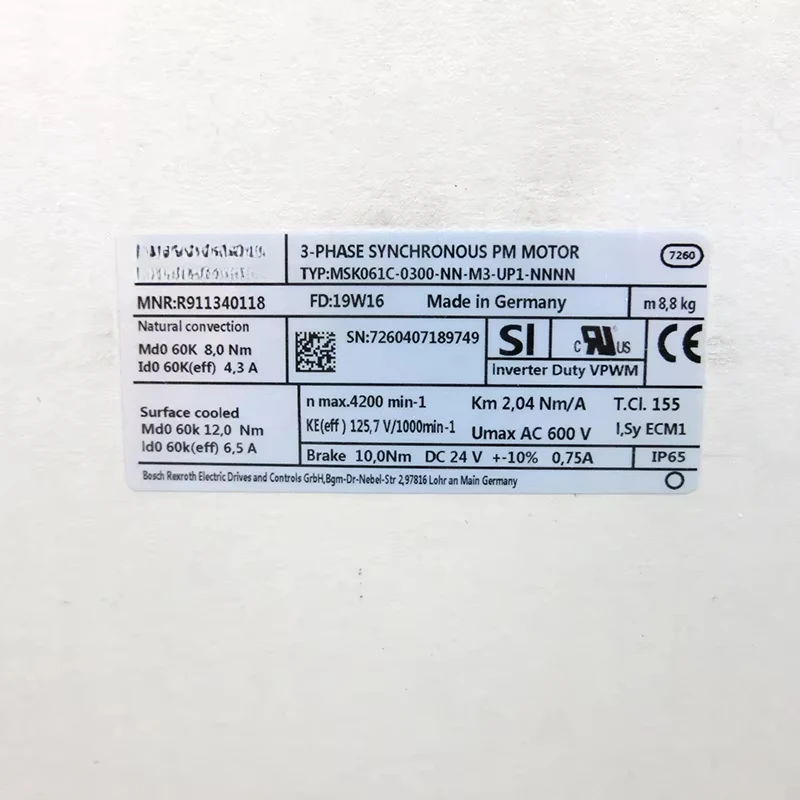 3-PHASE SYNCHRONOUS PM MOTOR
7260
TYP:MSK061C-0300-NN-M3-UP1-NNNN
MNR:R911340118 FD:19W16 Made in Germany m 8,8 kg
Natural convection
Md0 60K 8,0 Nm
Id0 60K(eff) 4,3 A
SN:7260407189749
SI
c RU US
CE
Inverter Duty VPWM
Surface cooled
Md0 60k 12,0 Nm
Id0 60k(eff) 6,5 A
n max.4200 min-1 Km 2,04 Nm/A T.Cl. 155
KE(eff) 125,7 V/1000min-1 Umax AC 600 V I,Sy ECM1
Brake 10,0Nm DC 24 V +-10% 0,75A IP65
Bosch Rexroth Electric Drives and Controls GrbH,Bgm-Dr-Nebel-Str 2,97816 Lohr an Main Germany